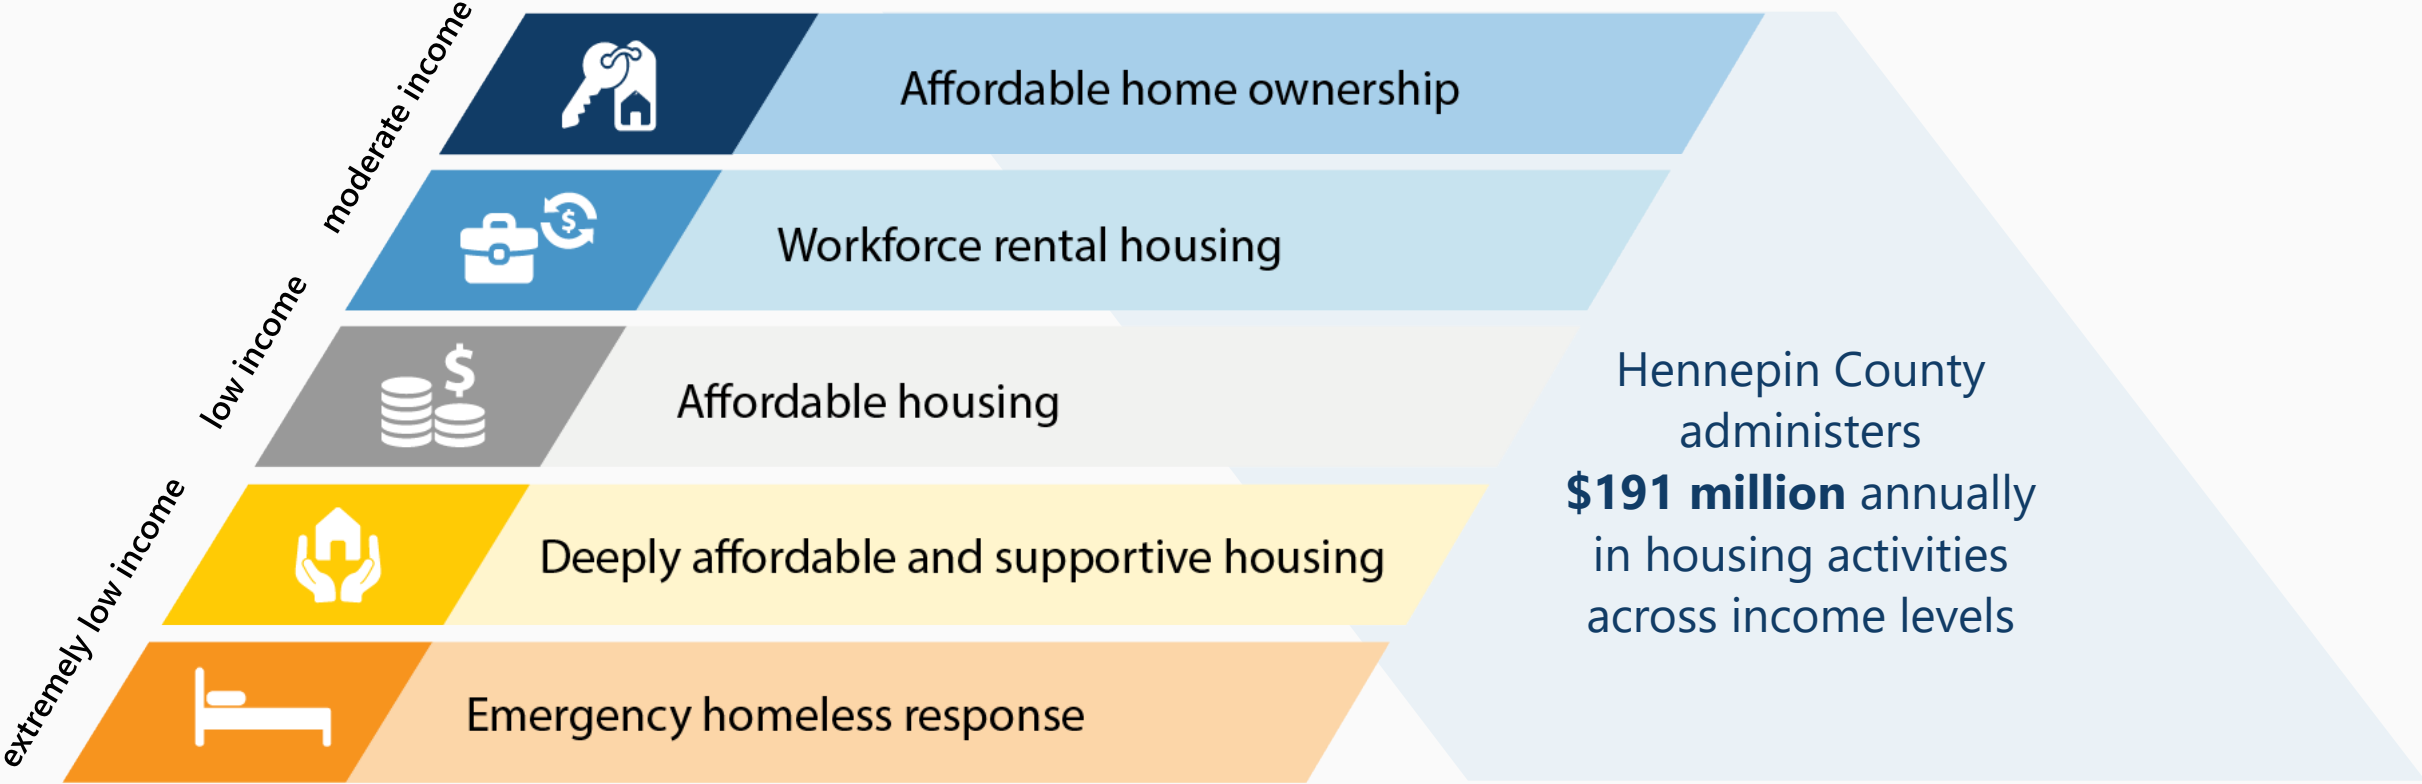 moderate income
Affordable home ownership
Workforce rental housing
low income
Affordable housing
extremely low income
Deeply affordable and supportive housing
Emergency homeless response
Hennepin County
administers
$191 million annually
in housing activities
across income levels